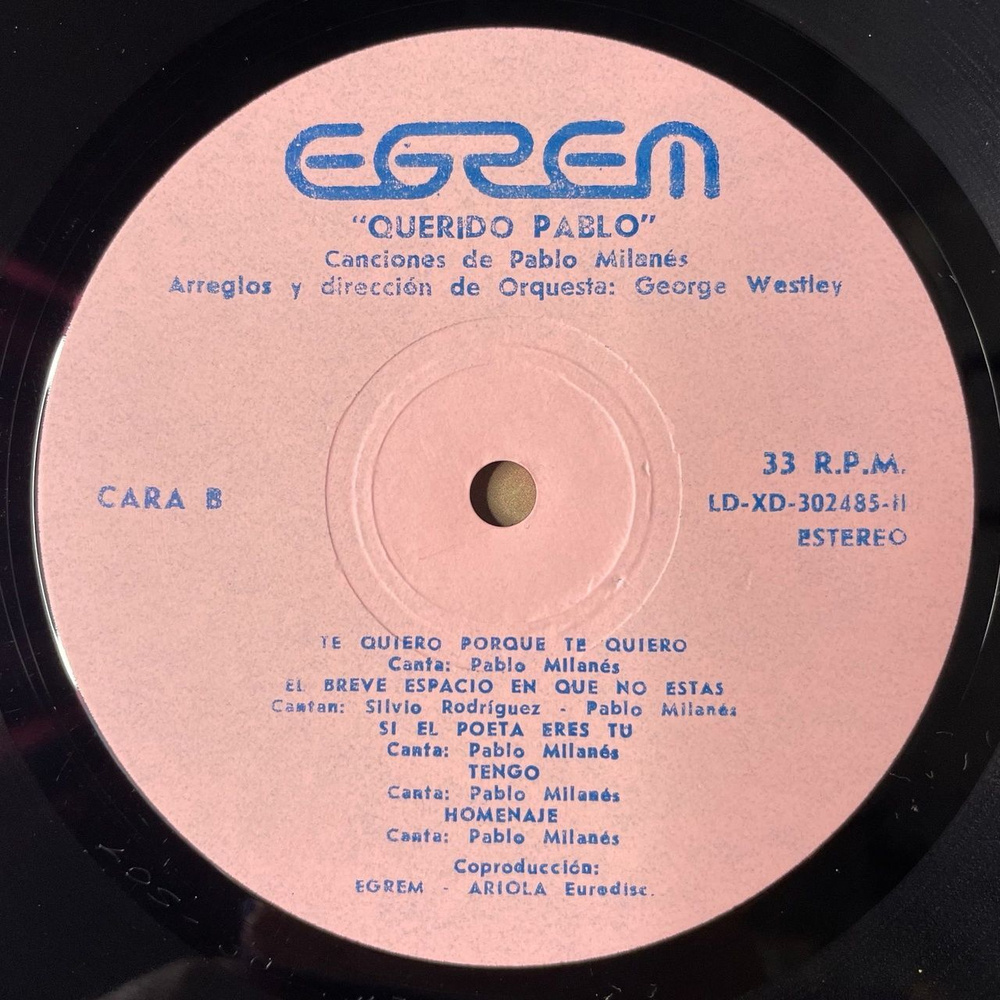 EGREM
"QUERIDO PABLO"
Canciones de Pablo Milanés
Arreglos y dirección de Orquesta: George Westley
33 R.P.M.
CARA B
LD-XD-302485-II
ESTEREO
TE QUIERO PORQUE TE QUIERO
Canta: Pablo Milanés
EL BREVE ESPACIO EN QUE NO ESTAS
Cantan: Silvio Rodríguez - Pablo Milanés
SI EL POETA ERES TU
Canta: Pablo Milanés
TENGO
Canta: Pablo Milanés
HOMENAJE
Canta: Pablo Milanés
Coproducción:
EGREM - ARIOLA Eurodisc.